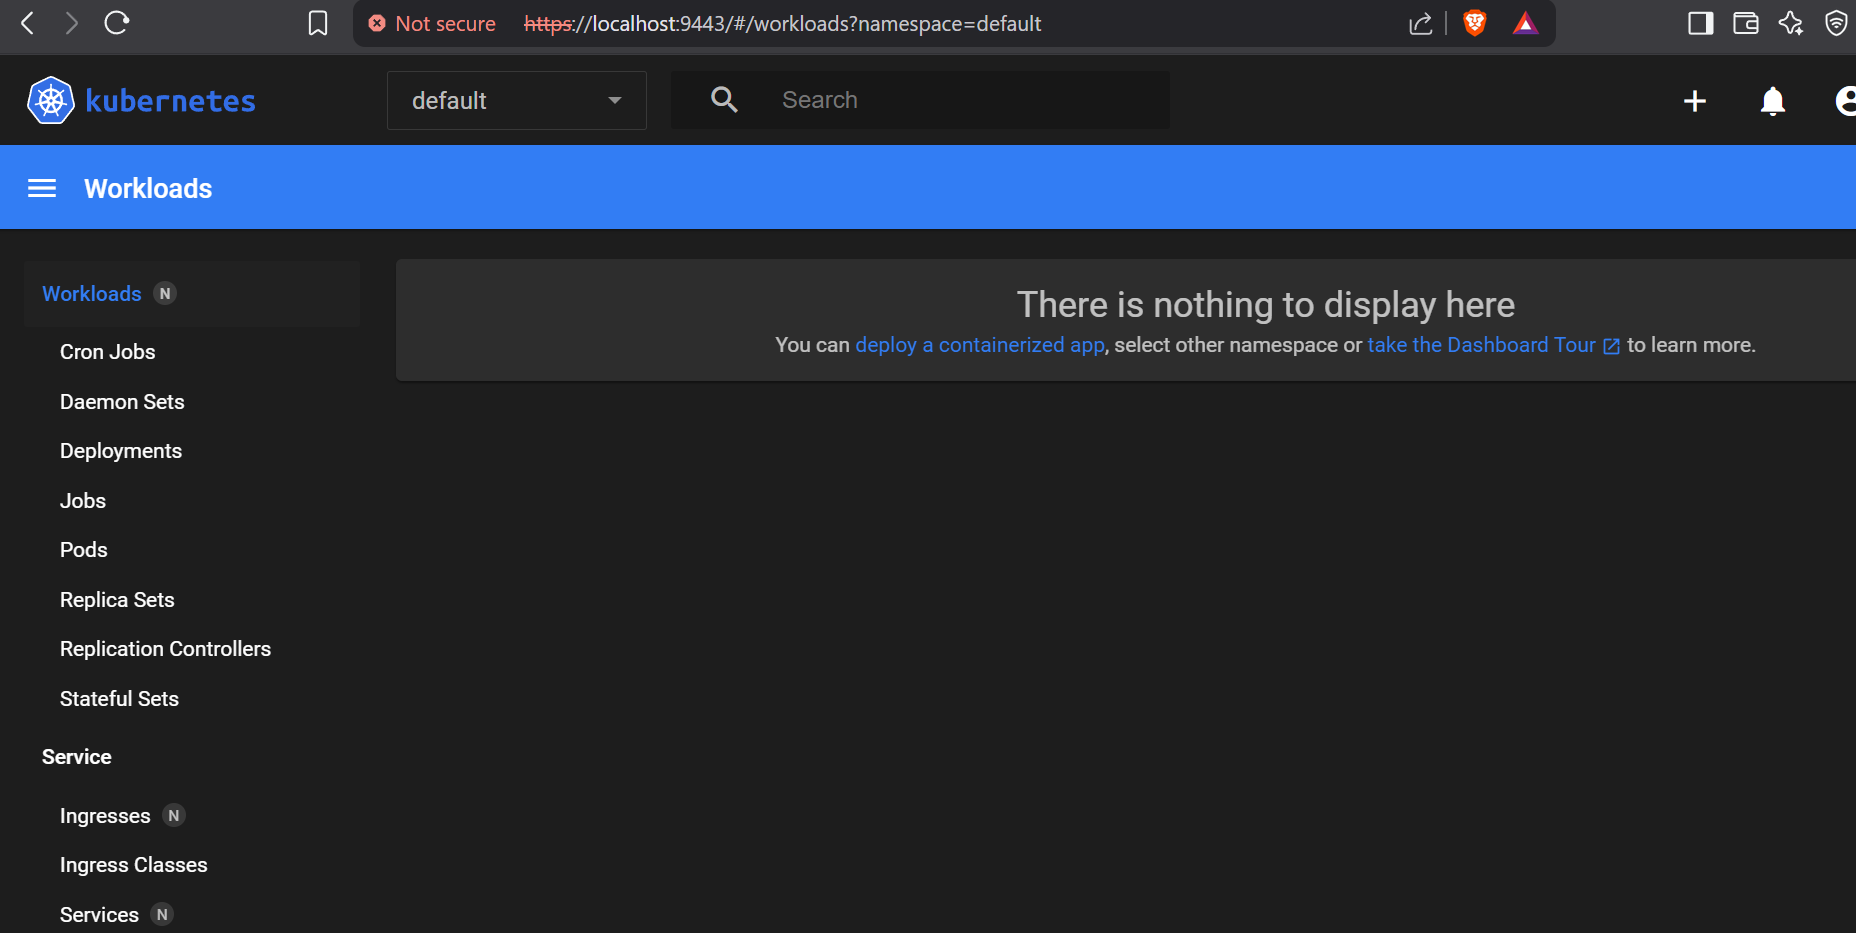 Not secure https://localhost:9443/#/workloads?namespace=default
kubernetes
default
Search
Workloads
Workloads N
There is nothing to display here
You can deploy a containerized app, select other namespace or take the Dashboard Tour to learn more.
Cron Jobs
Daemon Sets
Deployments
Jobs
Pods
Replica Sets
Replication Controllers
Stateful Sets
Service
Ingresses N
Ingress Classes
Services N